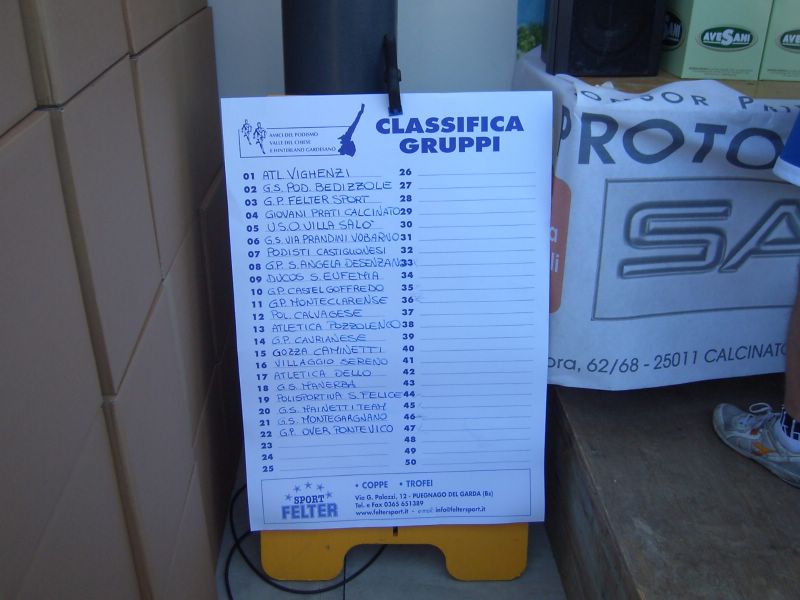 AMICI DEL PODISMO
VALLE DEL CHIESE
E HINTERLAND GARDESANO
CLASSIFICA
GRUPPI
01 ATL. VIGHENZI
02 G.S. POD. BEDIZZOLE
03 G.P. FELTER SPORT
04 GIOVANI PRATI CALCINATO
05 U.S.O. VILLA SALO'
06 G.S. VIA PRANDINI VOBARNO
07 PODISTI CASTIGLIONESI
08 G.P. S. ANGELA DESENZANO
09 DUCOS S. EUFEMIA
10 G.P. CASTEL GOFFREDO
11 G.P. MONTECLARENSE
12 POL. CALVAGESE
13 ATLETICA POZZOLENGO
14 G.P. CAVRIANESE
15 GOZZA CAMINETTI
16 VILLAGGIO SERENO
17 ATLETICA DELLO
18 G.S. MANERBA
19 POLISPORTIVA S. FELICE
20 G.S. MAINETTI TEAM
21 G.S. MONTEGARGNANO
22 G.P. OVER PONTEVICO
23
24
25
26
27
28
29
30
31
32
33
34
35
36
37
38
39
40
41
42
43
44
45
46
47
48
49
50
SPORT
FELTER
• COPPE • TROFEI
Via G. Palazzi, 12 - PUEGNAGO DEL GARDA (Bs)
Tel. e Fax 0365 651389
www.feltersport.it - e-mail: info@feltersport.it
AVESANI
AVESANI
PROTO
SA
ora, 62/68 - 25011 CALCINATO